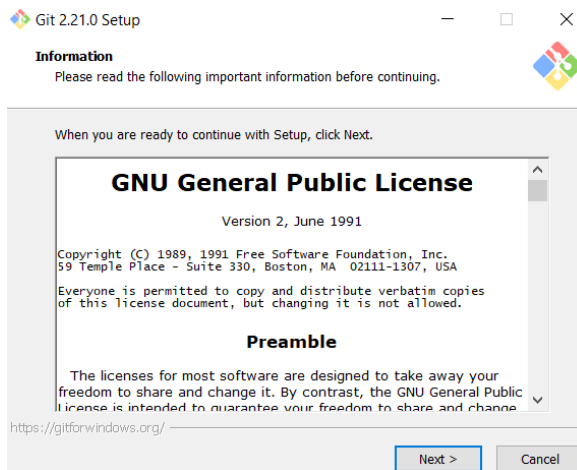 Git 2.21.0 Setup
Information
Please read the following important information before continuing.
When you are ready to continue with Setup, click Next.
GNU General Public License
Version 2, June 1991
Copyright (C) 1989, 1991 Free Software Foundation, Inc.
59 Temple Place - Suite 330, Boston, MA  02111-1307, USA
Everyone is permitted to copy and distribute verbatim copies
of this license document, but changing it is not allowed.
Preamble
The licenses for most software are designed to take away your
freedom to share and change it. By contrast, the GNU General Public
License is intended to guarantee your freedom to share and change
https://gitforwindows.org/
Next >
Cancel